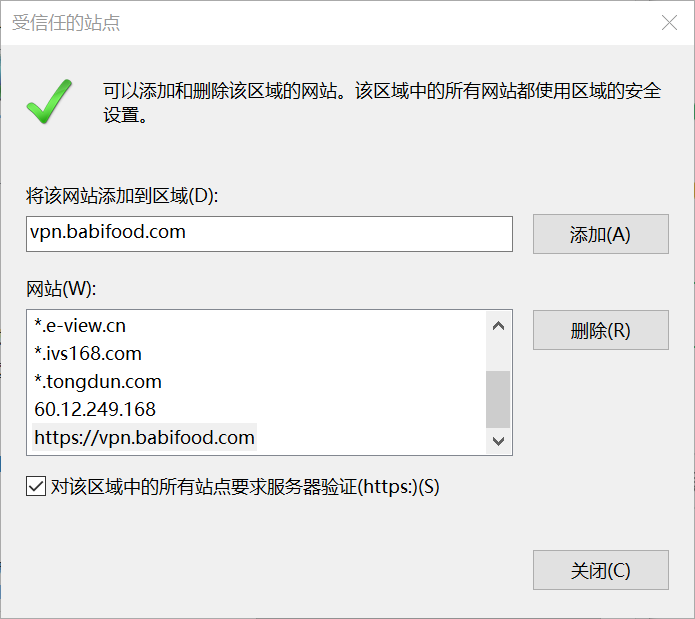 受信任的站点
可以添加和删除该区域的网站。该区域中的所有网站都使用区域的安全
设置。
将该网站添加到区域(D):
vpn.babifood.com
添加(A)
网站(W):
*.e-view.cn
*.ivs168.com
*.tongdun.com
60.12.249.168
https://vpn.babifood.com
删除(R)
对该区域中的所有站点要求服务器验证(https:)(S)
关闭(C)